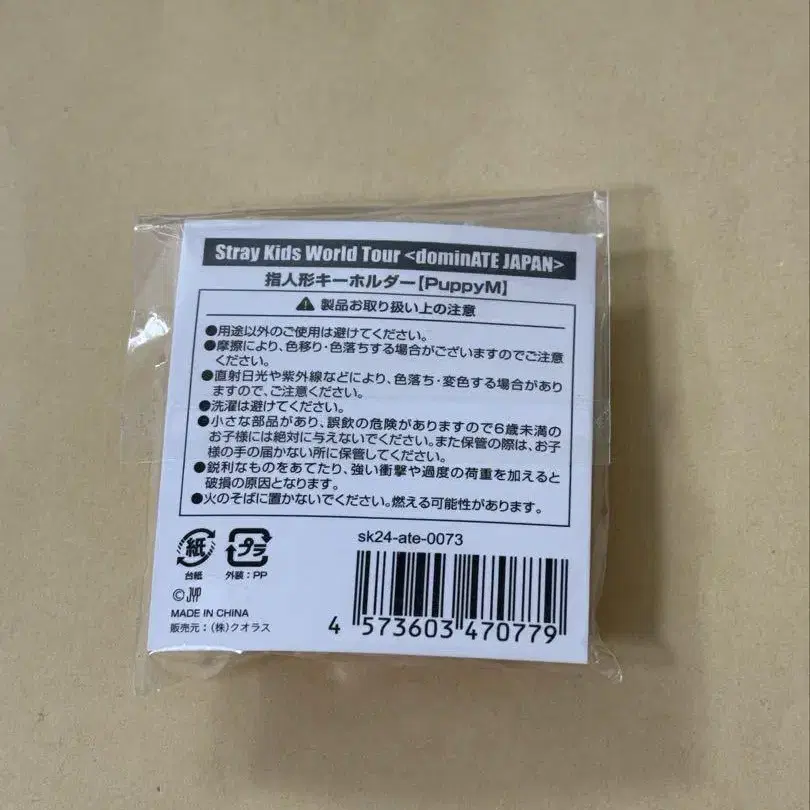 Stray Kids World Tour <dominATE JAPAN>
指人形キーホルダー【PuppyM】
製品お取り扱い上の注意
●用途以外のご使用は避けてください。
●摩擦により、色移り・色落ちする場合がございますのでご注意
ください。
●直射日光や紫外線などにより、色落ち・変色する場合があり
ますので、ご注意ください。
●洗濯は避けてください。
●小さな部品があり、誤飲の危険がありますので6歳未満の
お子様には絶対に与えないでください。また保管の際は、お子
様の手の届かない所に保管してください。
●鋭利なものをあてたり、強い衝撃や過度の荷重を加えると
破損の原因となります。
●火のそばに置かないでください。燃える可能性があります。
sk24-ate-0073
紙 プラ
台紙 外装：PP
©JYP
MADE IN CHINA
販売元：(株)クオラス
4 573603 470779